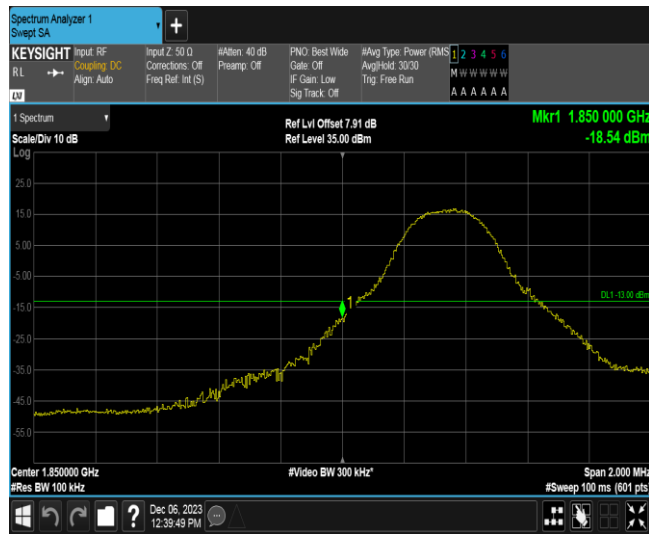 Spectrum Analyzer 1
Swept SA
+
KEYSIGHT
RL
LXI
Input: RF
Coupling: DC
Align: Auto
Input Z: 50 Ω
Corrections: Off
Freq Ref: Int (S)
#Atten: 40 dB
Preamp: Off
PNO: Best Wide
Gate: Off
IF Gain: Low
Sig Track: Off
#Avg Type: Power (RMS
Avg|Hold: 30/30
Trig: Free Run
1 2 3 4 5 6
M W W W W W
A A A A A A
1 Spectrum
Scale/Div 10 dB
Ref Lvl Offset 7.91 dB
Ref Level 35.00 dBm
Mkr1 1.850 000 GHz
-18.54 dBm
Log
25.0
15.0
5.00
-5.00
-15.0
-25.0
-35.0
-45.0
-55.0
1
DL1 -13.00 dBm
Center 1.850000 GHz
#Res BW 100 kHz
#Video BW 300 kHz*
Span 2.000 MHz
#Sweep 100 ms (601 pts
?
Dec 06, 2023
12:39:49 PM